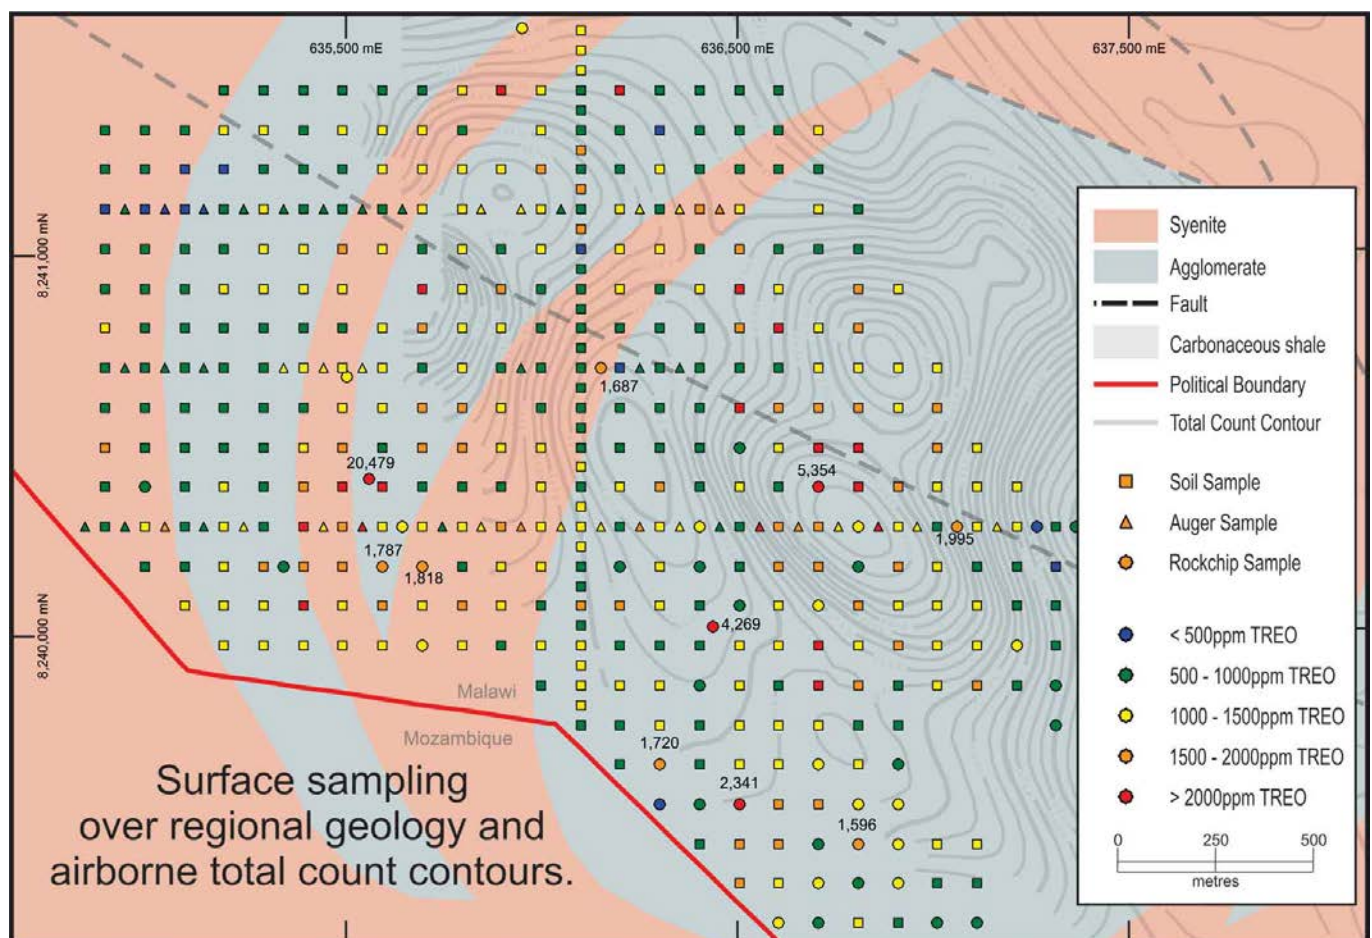 635,500 mE
636,500 mE
637,500 mE
8,241,000 mN
8,240,000 mN
1,687
20,479
5,354
1,787
1,818
1,995
4,269
1,720
2,341
1,596
Malawi
Mozambique
Surface sampling
over regional geology and
airborne total count contours.
Syenite
Agglomerate
Fault
Carbonaceous shale
Political Boundary
Total Count Contour
Soil Sample
Auger Sample
Rockchip Sample
< 500ppm TREO
500 - 1000ppm TREO
1000 - 1500ppm TREO
1500 - 2000ppm TREO
> 2000ppm TREO
0 250 500
metres